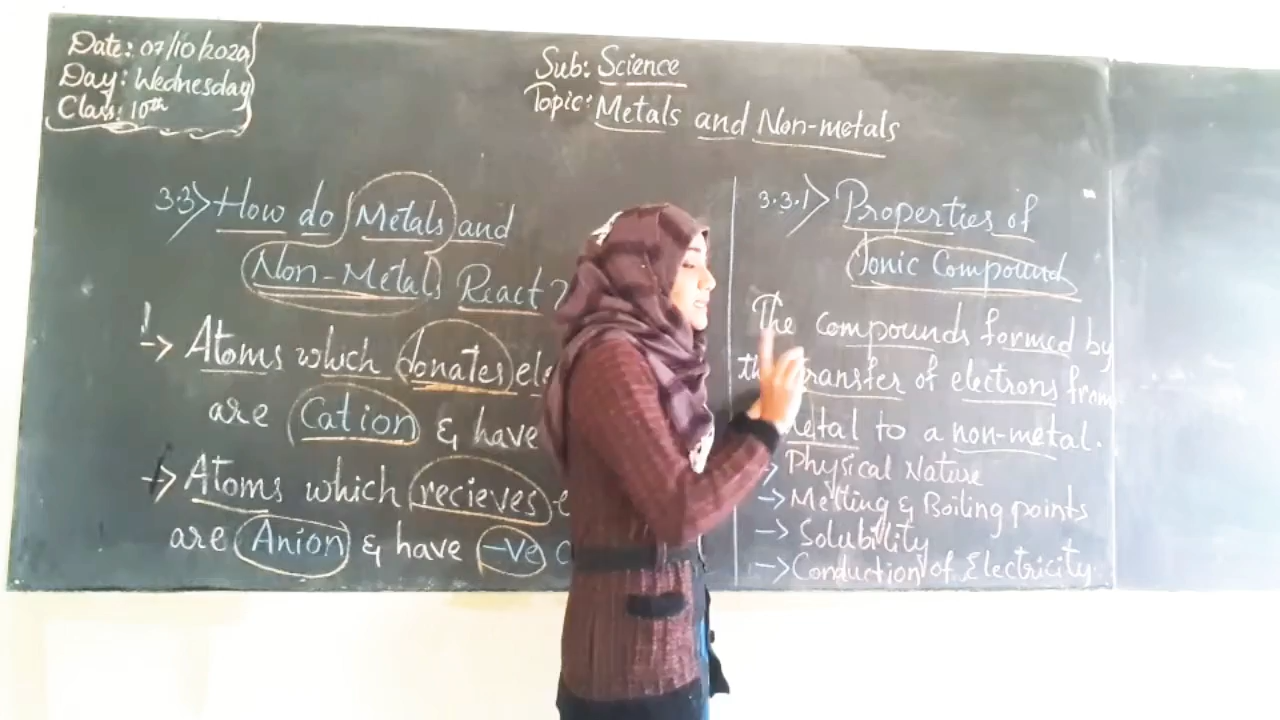 Date: 07/10/2020
Day: Wednesday
Class: 10th
Sub: Science
Topic: Metals and Non-metals
3.3> How do Metals and
Non-Metals React?
-> Atoms which donates
are Cation & have
-> Atoms which recieves
are Anion & have -ve
3.3.1> Properties of
Ionic Compound
The compounds formed by
transfer of electrons from
metal to a non-metal.
-> Physical Nature
-> Melting & Boiling points
-> Solubility
-> Conduction of Electricity.